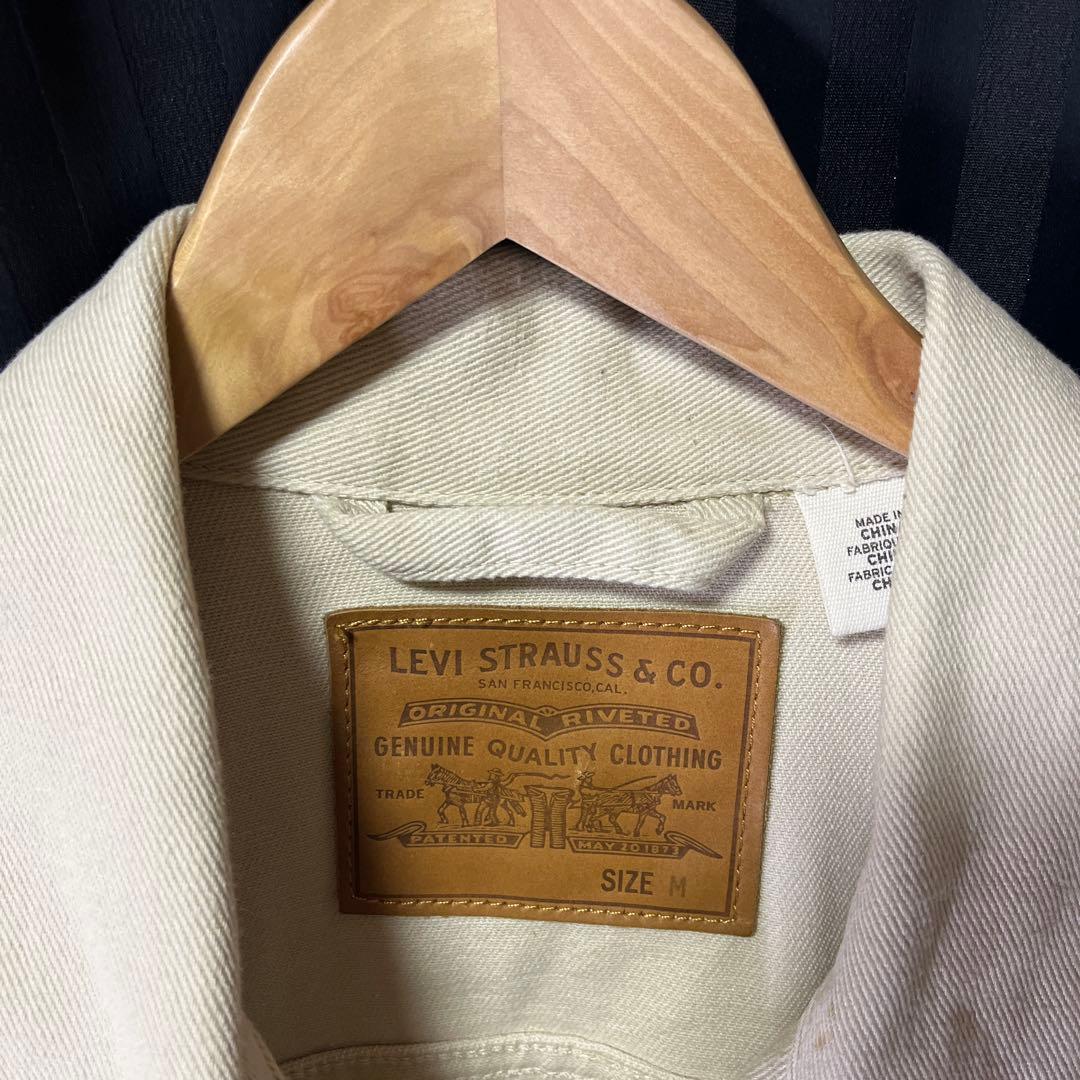 MADE IN
CHINA
FABRIQU
CHI
FABRIC
CH
LEVI STRAUSS & CO.
SAN FRANCISCO, CAL.
ORIGINAL RIVETED
GENUINE QUALITY CLOTHING
TRADE MARK
PATENTED MAY 20 1873
SIZE M